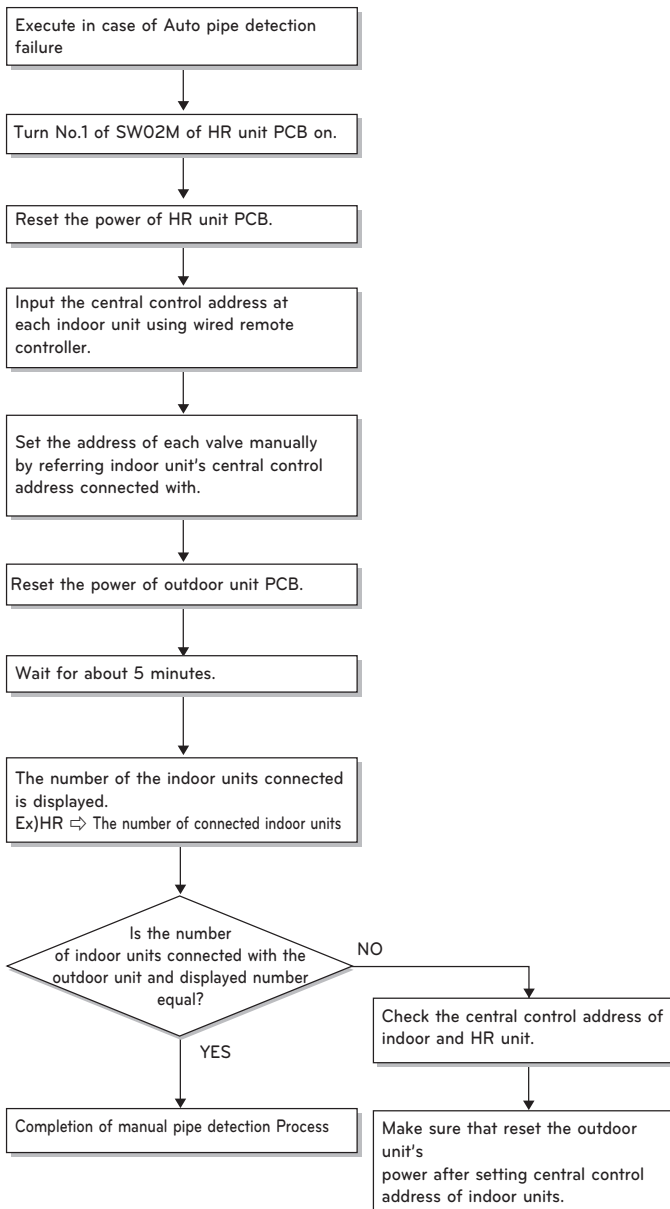 Execute in case of Auto pipe detection
failure
Turn No.1 of SW02M of HR unit PCB on.
Reset the power of HR unit PCB.
Input the central control address at
each indoor unit using wired remote
controller.
Set the address of each valve manually
by referring indoor unit's central control
address connected with.
Reset the power of outdoor unit PCB.
Wait for about 5 minutes.
The number of the indoor units connected
is displayed.
Ex)HR ⇨ The number of connected indoor units
Is the number
of indoor units connected with the
outdoor unit and displayed number
equal?
NO
YES
Check the central control address of
indoor and HR unit.
Completion of manual pipe detection Process
Make sure that reset the outdoor
unit's
power after setting central control
address of indoor units.